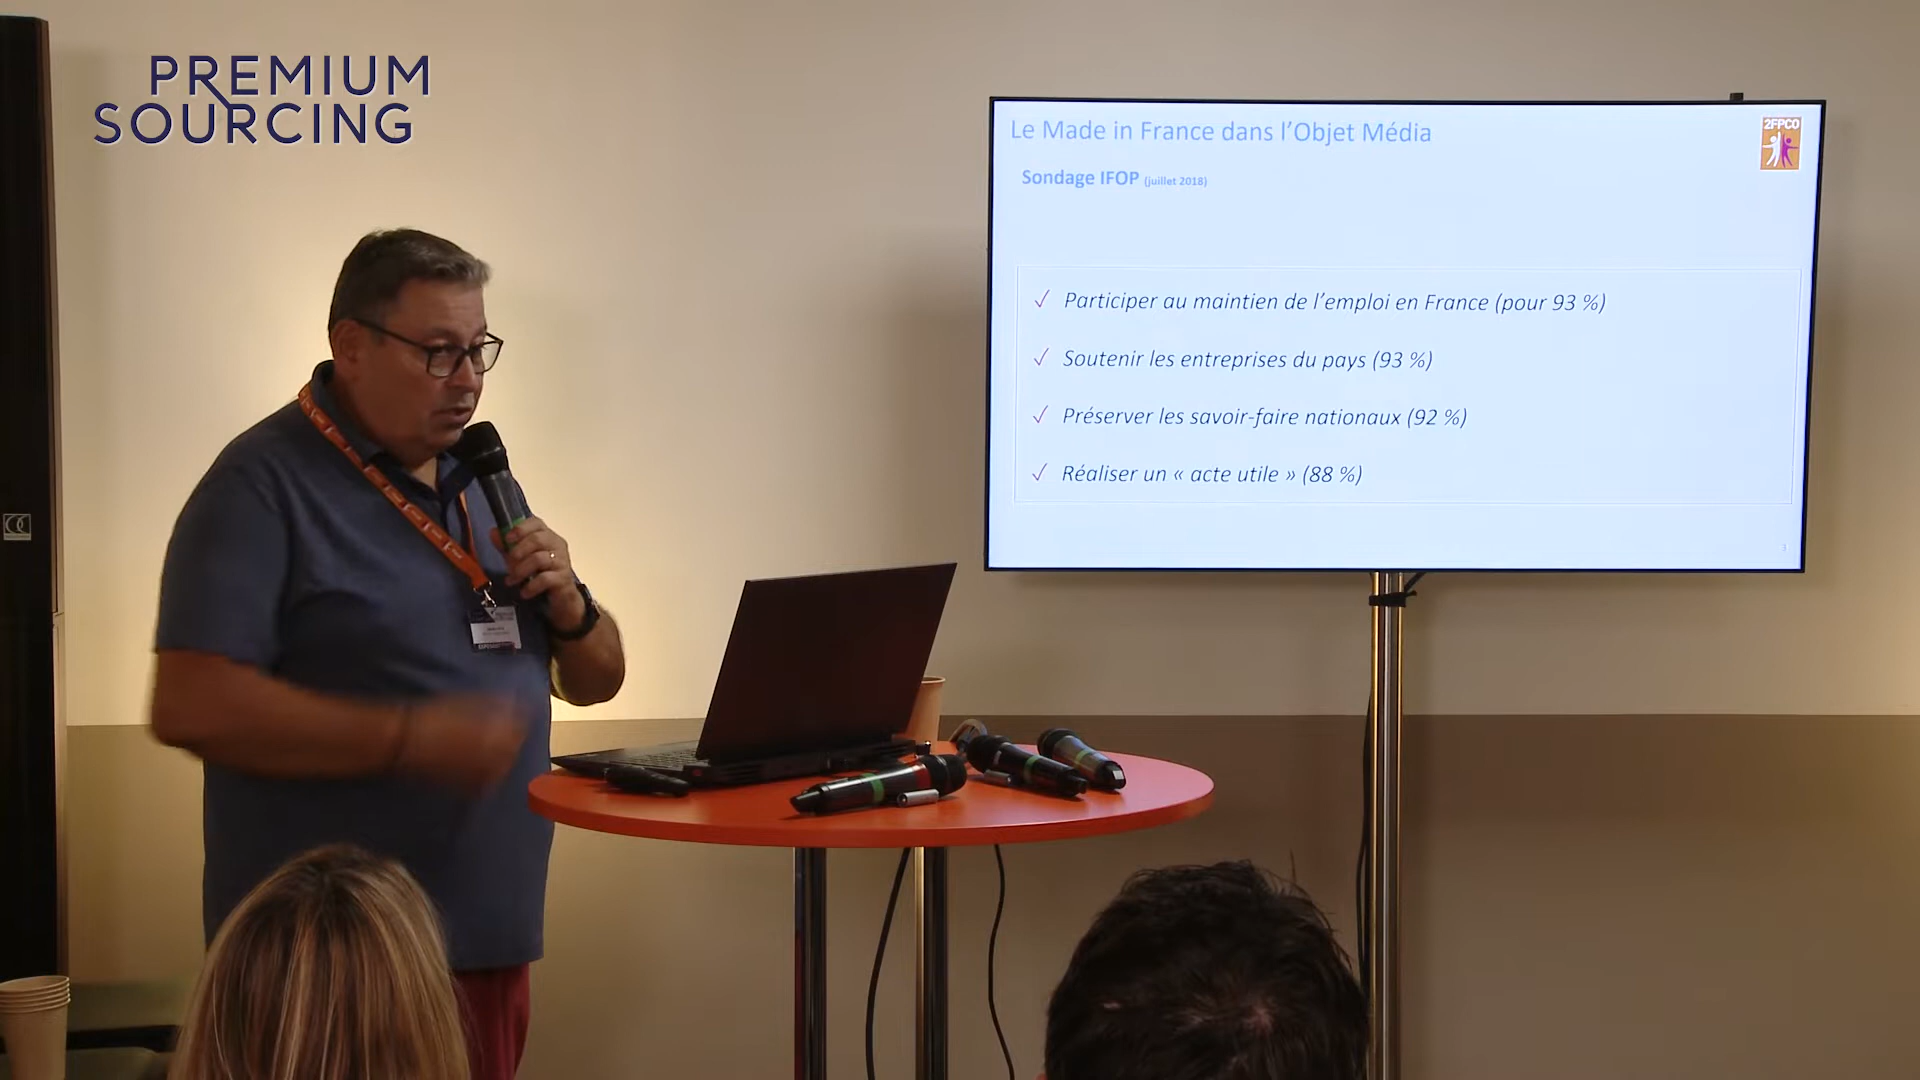 PREMIUM
SOURCING
Le Made in France dans l'Objet Média
2FPCO
Sondage IFOP (juillet 2018)
✓ Participer au maintien de l'emploi en France (pour 93 %)
✓ Soutenir les entreprises du pays (93 %)
✓ Préserver les savoir-faire nationaux (92 %)
✓ Réaliser un « acte utile » (88 %)
3